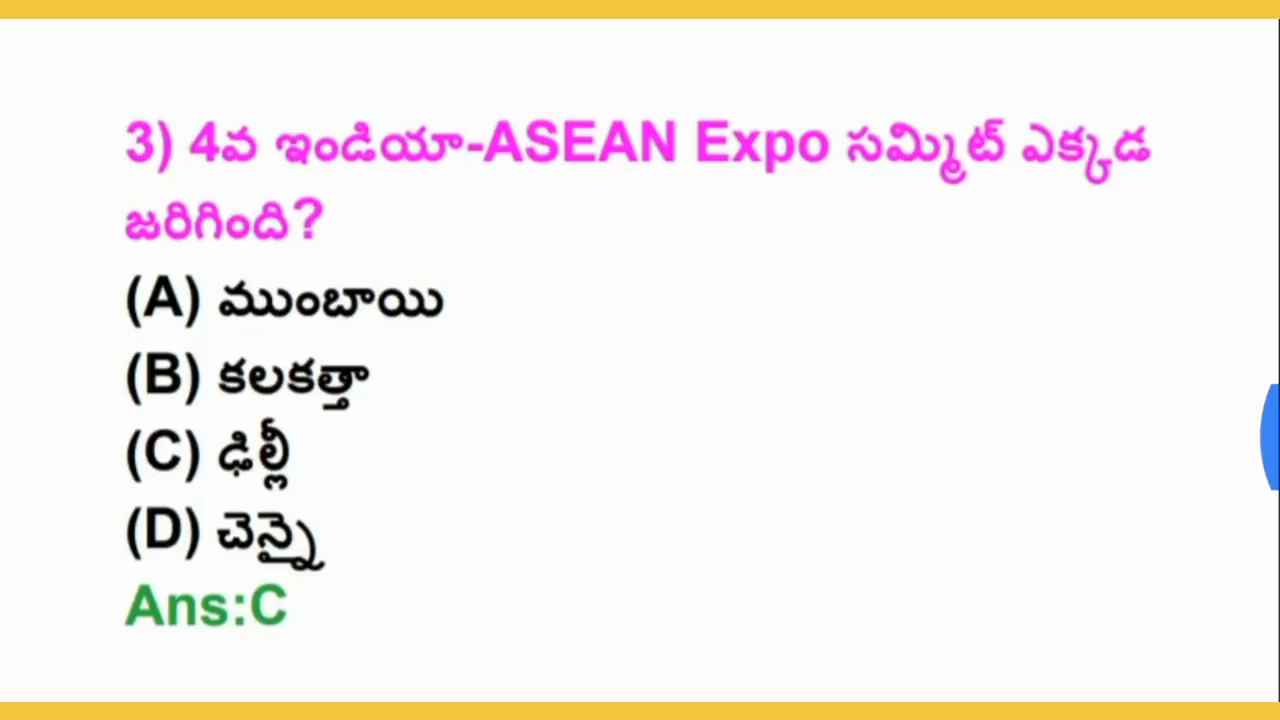 3) 4వ ఇండియా-ASEAN Expo సమ్మిట్ ఎక్కడ
జరిగింది?
(A) ముంబాయి
(B) కలకత్తా
(C) ఢిల్లీ
(D) చెన్నై
Ans:C